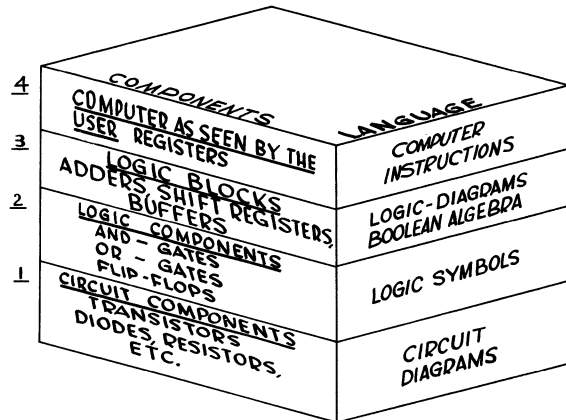 COMPONENTS
LANGUAGE
4
COMPUTER AS SEEN BY THE
USER REGISTERS
COMPUTER
INSTRUCTIONS
3
LOGIC BLOCKS
ADDERS, SHIFT REGISTERS,
BUFFERS
LOGIC-DIAGRAMS
BOOLEAN ALGEBRA
2
LOGIC COMPONENTS
AND - GATES
OR - GATES
FLIP-FLOPS
LOGIC SYMBOLS
1
CIRCUIT COMPONENTS
TRANSISTORS
DIODES, RESISTORS,
ETC.
CIRCUIT
DIAGRAMS